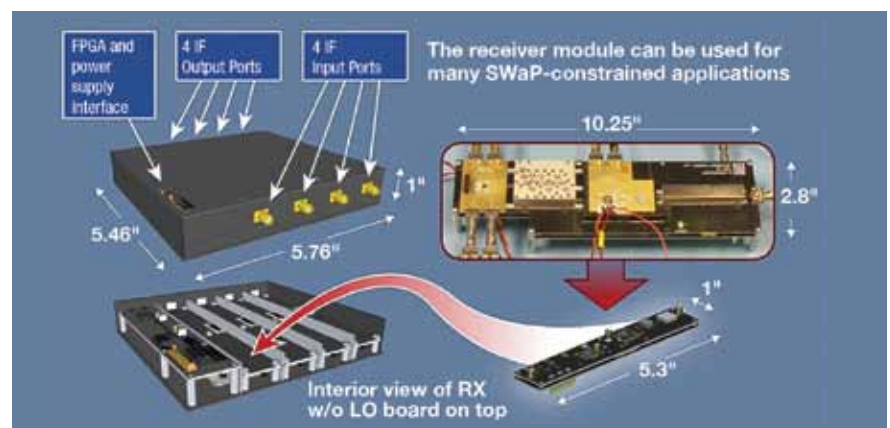 FPGA and
power
supply
interface
4 IF
Output Ports
4 IF
Input Ports
The receiver module can be used for
many SWaP-constrained applications
10.25"
2.8"
1"
5.46"
5.76"
1"
5.3"
Interior view of RX
w/o LO board on top